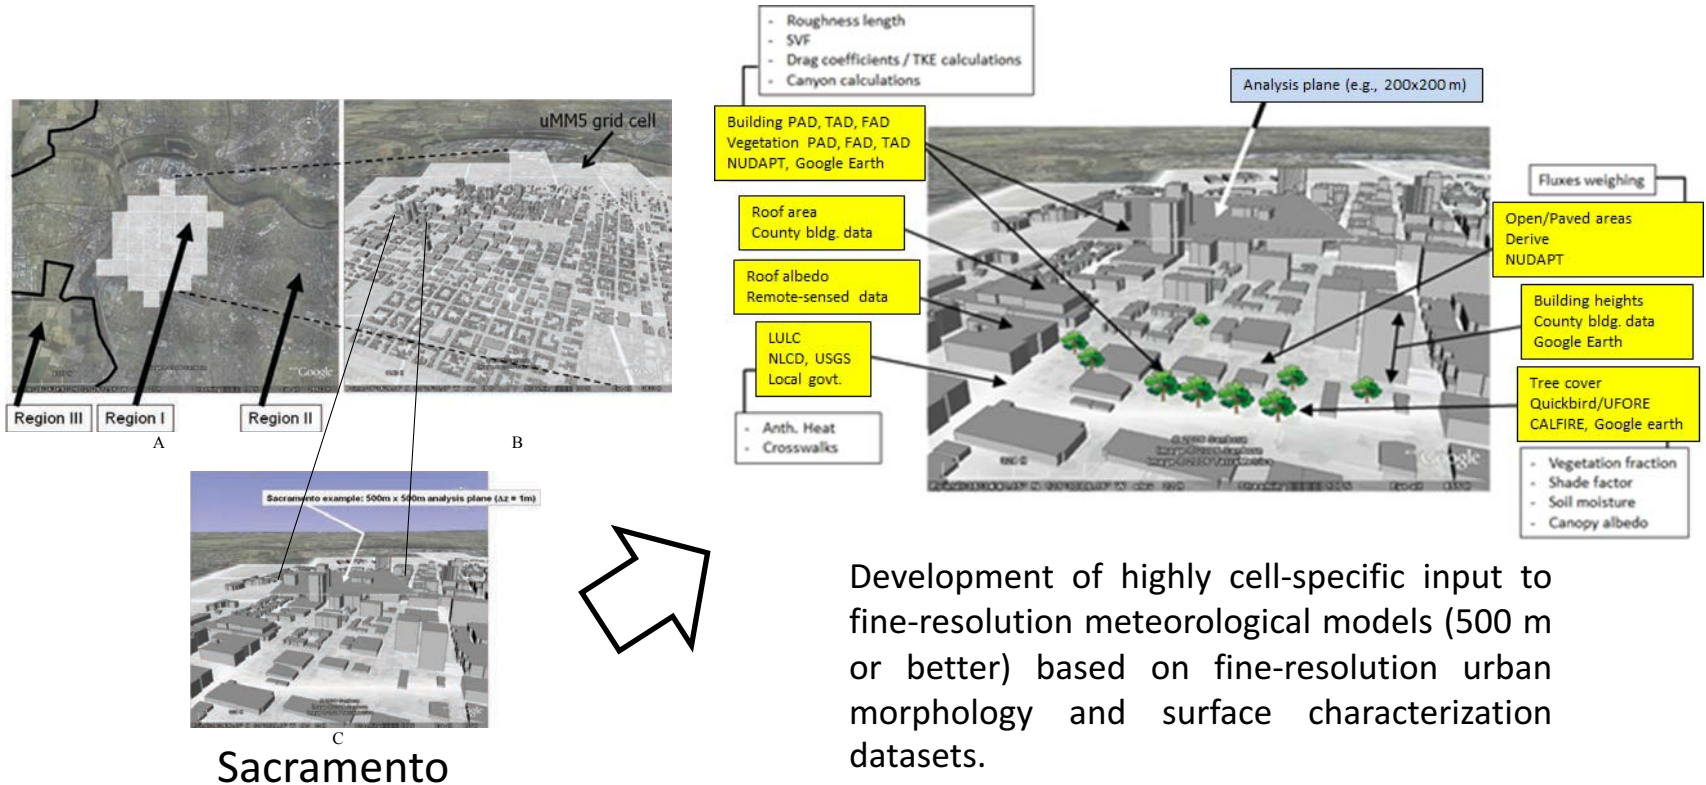 uMM5 grid cell
Google
Google
Region III
Region I
Region II
A
B
Sacramento example: 500m x 500m analysis plane (Δz = 1m)
C
Sacramento
- Roughness length
- SVF
- Drag coefficients / TKE calculations
- Canyon calculations
Analysis plane (e.g., 200x200 m)
Building PAD, TAD, FAD
Vegetation PAD, FAD, TAD
NUDAPT, Google Earth
Roof area
County bldg. data
Roof albedo
Remote-sensed data
LULC
NLCD, USGS
Local govt.
- Anth. Heat
- Crosswalks
Fluxes weighing
Open/Paved areas
Derive
NUDAPT
Building heights
County bldg. data
Google Earth
Tree cover
Quickbird/UFORE
CALFIRE, Google earth
- Vegetation fraction
- Shade factor
- Soil moisture
- Canopy albedo
Google
Development of highly cell-specific input to
fine-resolution meteorological models (500 m
or better) based on fine-resolution urban
morphology and surface characterization
datasets.